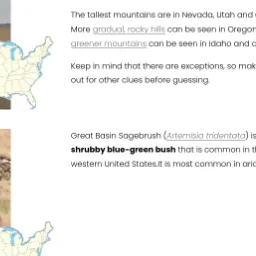 The tallest mountains are in Nevada, Utah and
More gradual, rocky hills can be seen in Oregon
greener mountains can be seen in Idaho and
Keep in mind that there are exceptions, so
out for other clues before guessing.
Great Basin Sagebrush (Artemisia tridentata) is
shrubby blue-green bush that is common in
western United States.It is most common in